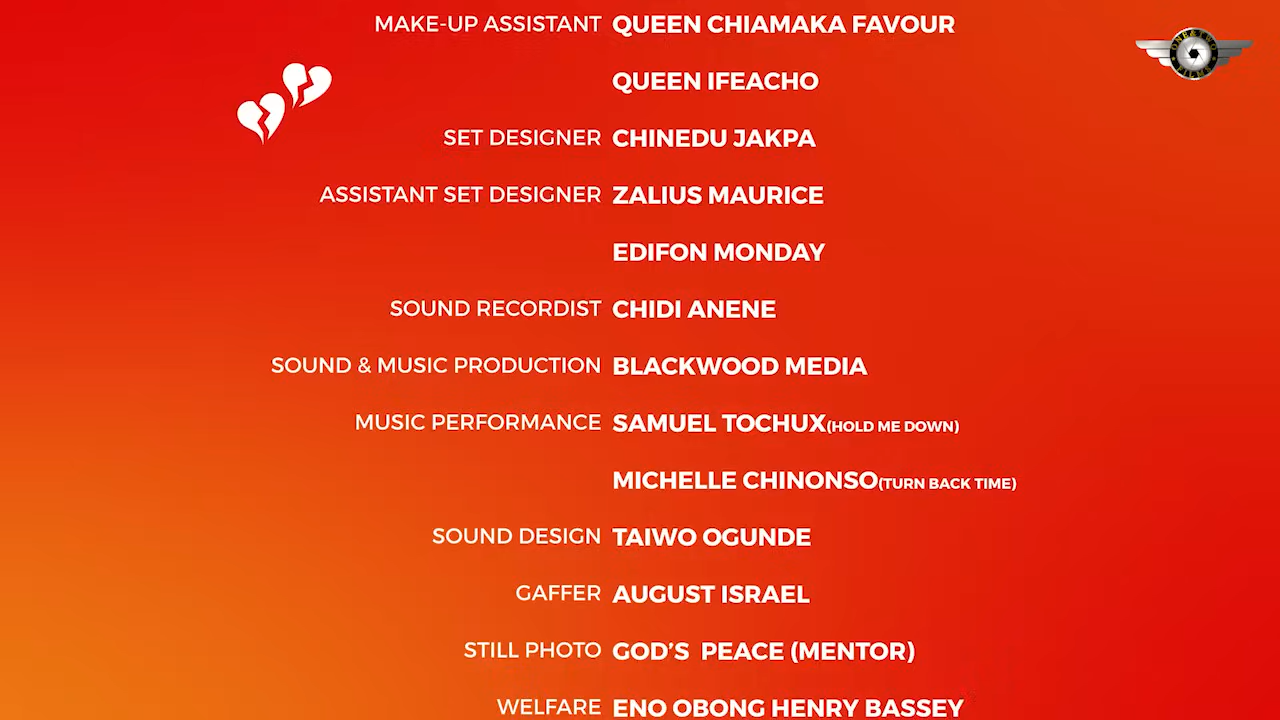 MAKE-UP ASSISTANT QUEEN CHIAMAKA FAVOUR
QUEEN IFEACHO
SET DESIGNER CHINEDU JAKPA
ASSISTANT SET DESIGNER ZALIUS MAURICE
EDIFON MONDAY
SOUND RECORDIST CHIDI ANENE
SOUND & MUSIC PRODUCTION BLACKWOOD MEDIA
MUSIC PERFORMANCE SAMUEL TOCHUX(HOLD ME DOWN)
MICHELLE CHINONSO(TURN BACK TIME)
SOUND DESIGN TAIWO OGUNDE
GAFFER AUGUST ISRAEL
STILL PHOTO GOD’S  PEACE (MENTOR)
WELFARE ENO OBONG HENRY BASSEY
ONE & TWO
FILMS